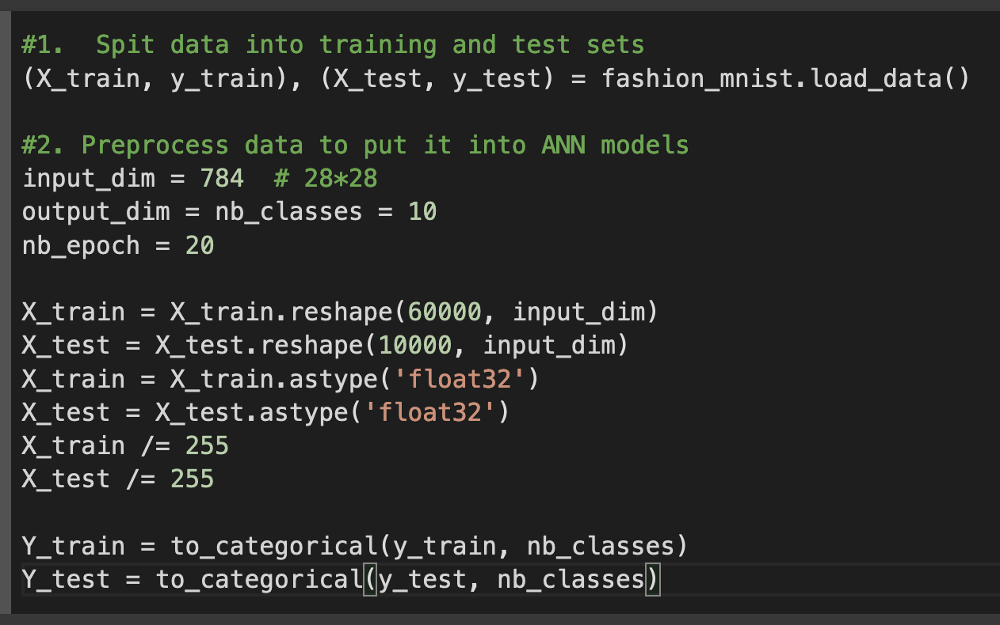 #1.  Spit data into training and test sets
(X_train, y_train), (X_test, y_test) = fashion_mnist.load_data()
#2. Preprocess data to put it into ANN models
input_dim = 784  # 28*28
output_dim = nb_classes = 10
nb_epoch = 20
X_train = X_train.reshape(60000, input_dim)
X_test = X_test.reshape(10000, input_dim)
X_train = X_train.astype('float32')
X_test = X_test.astype('float32')
X_train /= 255
X_test /= 255
Y_train = to_categorical(y_train, nb_classes)
Y_test = to_categorical(y_test, nb_classes)